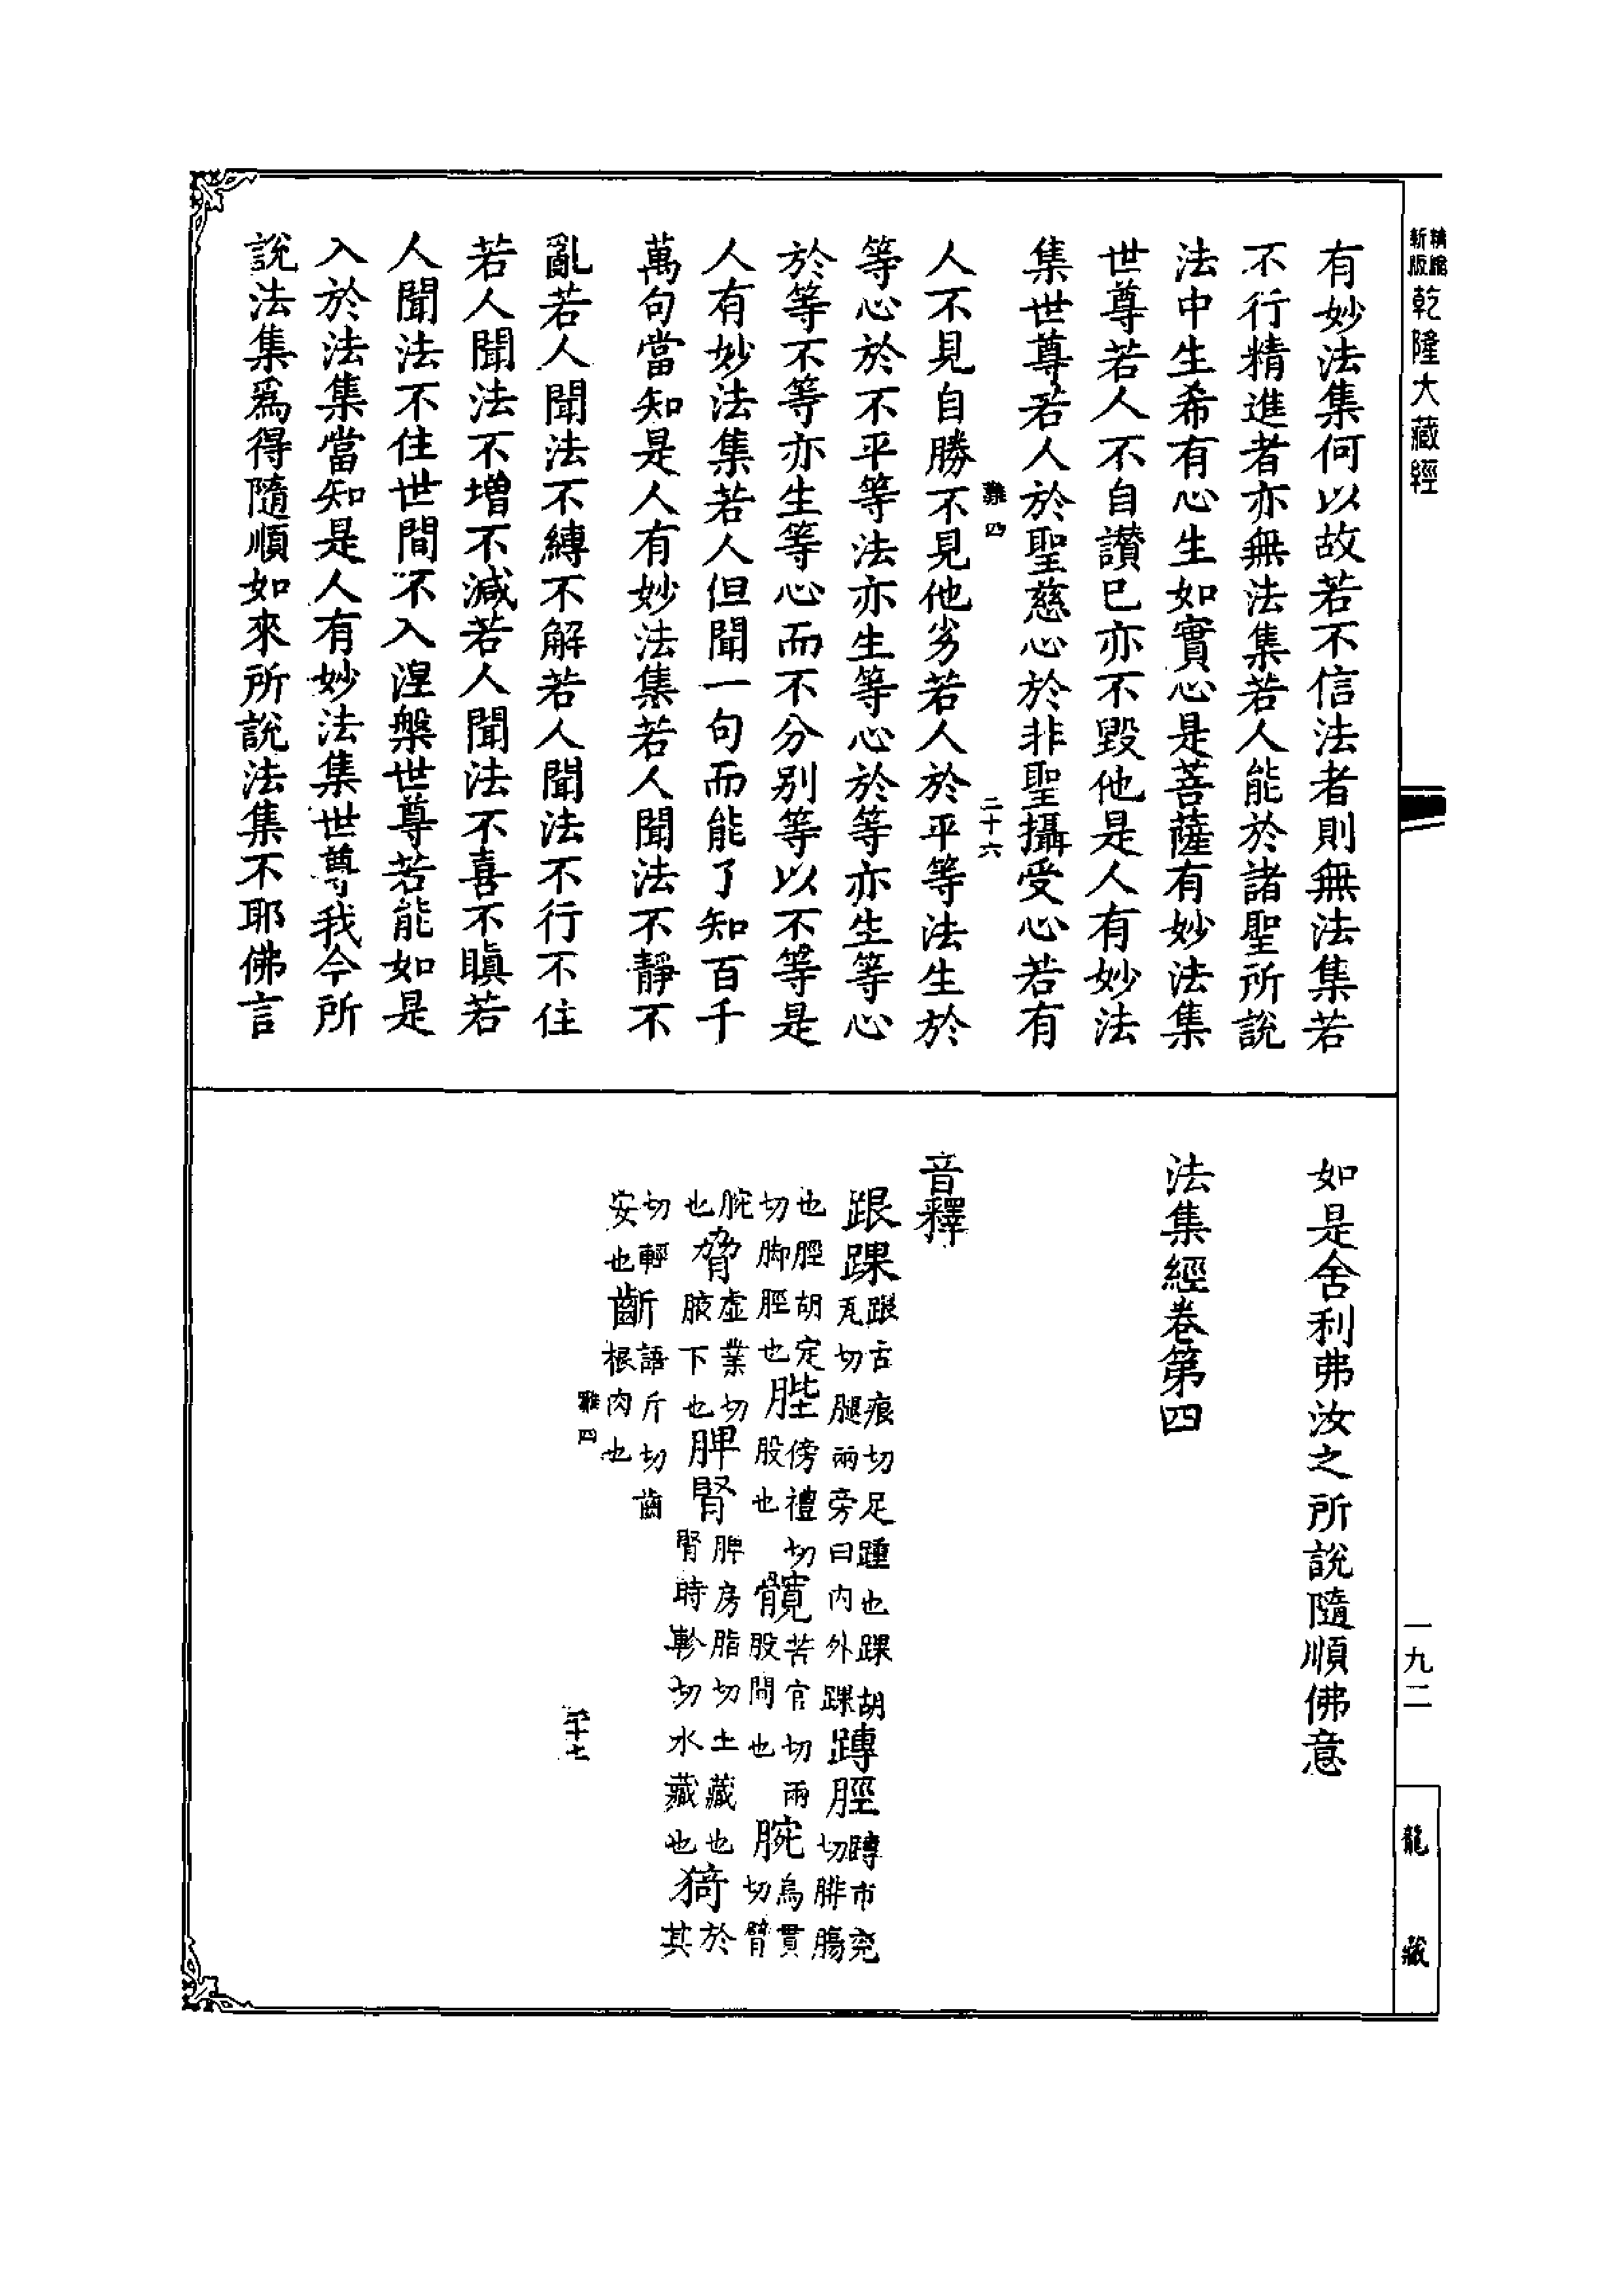 精縮新版乾隆大藏經
有妙法集何以故若不信法者則無法集若
不行精進者亦無法集若人能於諸聖所說
法中生希有心生如實心是菩薩有妙法集
世尊若人不自讚已亦不毀他是人有妙法
集世尊若人於聖慈心於非聖攝受心若有
二十六
人不見自勝不見他劣若人於平等法生於
等心於不平等法亦生等心於等亦生等心
於等不等亦生等心而不分別等以不等是
人有妙法集若人但聞一句而能了知百千
萬句當知是人有妙法集若人聞法不靜不
亂若人聞法不縛不解若人聞法不行不住
若人聞法不增不減若人聞法不喜不瞋若
人聞法不住世間不入涅槃世尊若能如是
入於法集當知是人有妙法集世尊我今所
說法集爲得隨順如來所說法集不耶佛言
如是舍利弗汝之所說隨順佛意
法集經卷第四
音釋
跟踝跟古痕切足踵也踝胡瓦切腿兩旁曰內外踝𨄔脛𨄔市兗切腓腸
也脛胡定切脚脛也䏶傍禮切股也髖苦官切兩股間也腕烏貫切臂
腕也脅虛業切腋下也脾腎脾房脂切土藏也腎時軫切水藏也猗於其
切輕安也齗語斤切齒根肉也
二十七
一九二
龍藏